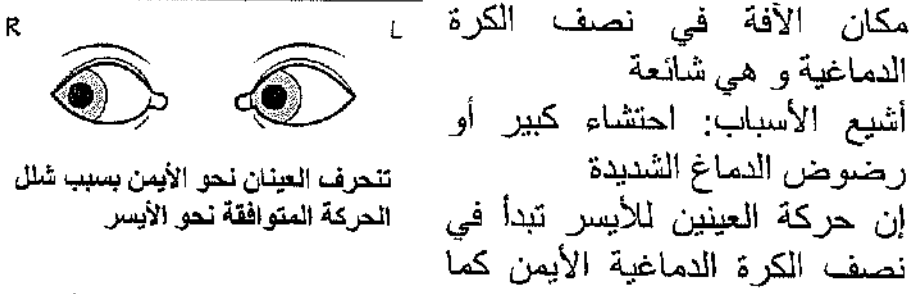 مكان الآفة في نصف الكرة
الدماغية و هي شائعة
أشيع الأسباب: احتشاء كبير أو
رضوض الدماغ الشديدة
إن حركة العينين للأيسر تبدأ في
نصف الكرة الدماغية الأيمن كما
R L
تنحرف العينان نحو الأيمن بسبب شلل
الحركة المتوافقة نحو الأيسر